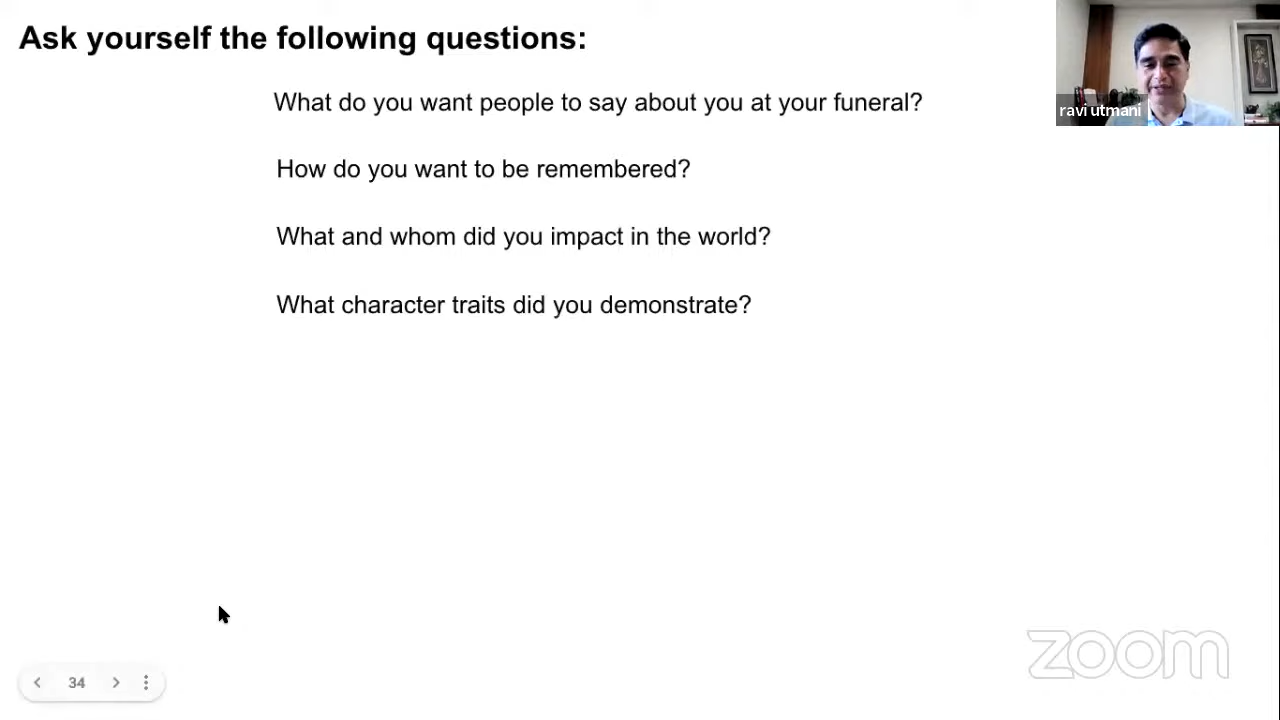 Ask yourself the following questions:
What do you want people to say about you at your funeral?
How do you want to be remembered?
What and whom did you impact in the world?
What character traits did you demonstrate?
ravi utmani
34
zoom